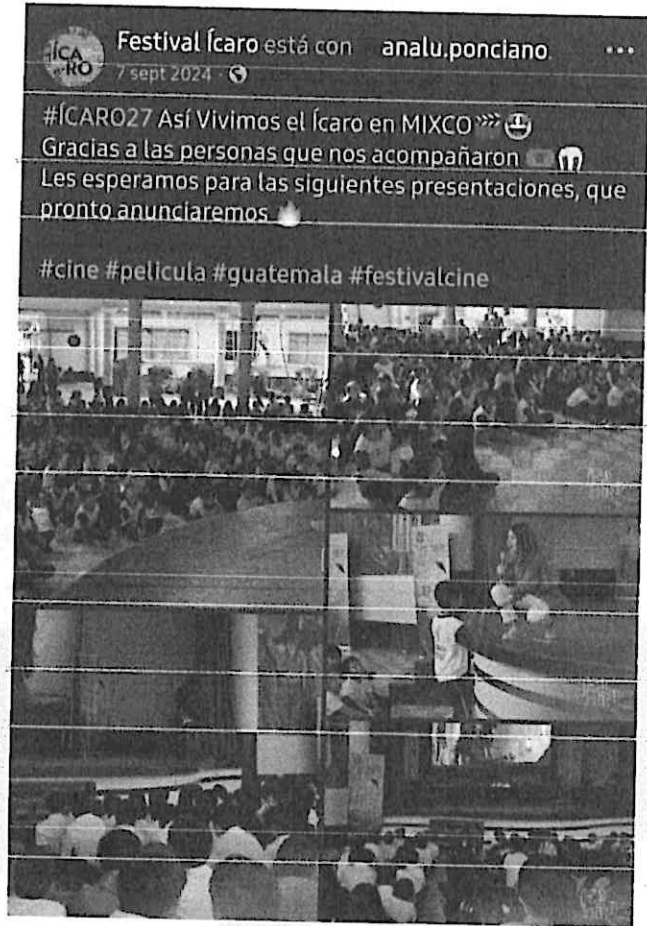 ÍCA
RO
Festival Ícaro está con analu.ponciano
7 sept 2024
#ÍCARO27 Así Vivimos el Ícaro en MIXCO
Gracias a las personas que nos acompañaron
Les esperamos para las siguientes presentaciones, que
pronto anunciaremos
#cine #pelicula #guatemala #festivalcine